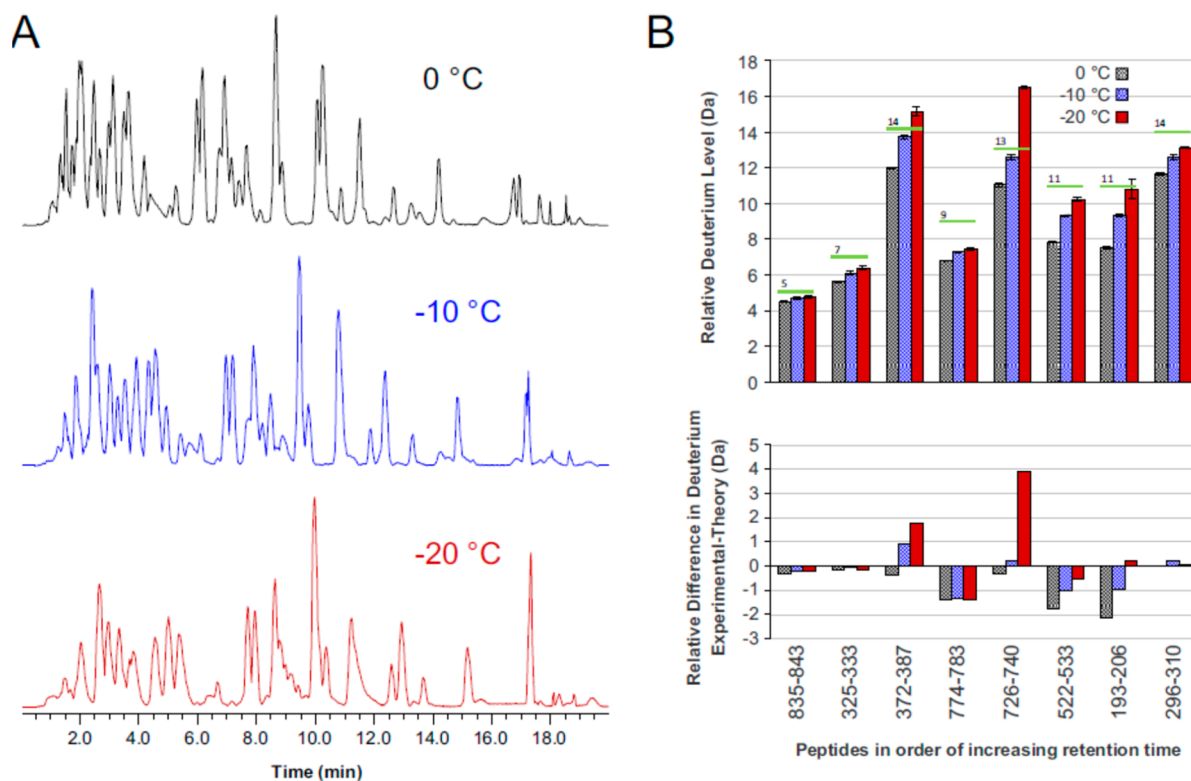 A
0 °C
-10 °C
-20 °C
2.0 4.0 6.0 8.0 10.0 12.0 14.0 16.0 18.0
Time (min)
B
Relative Deuterium Level (Da)
18
16
14
12
10
8
6
4
2
0
0 °C
-10 °C
-20 °C
5
7
14
9
13
11
11
14
Relative Difference in Deuterium
Experimental-Theory (Da)
5
4
3
2
1
0
-1
-2
-3
835-843
325-333
372-387
774-783
726-740
522-533
193-206
296-310
Peptides in order of increasing retention time